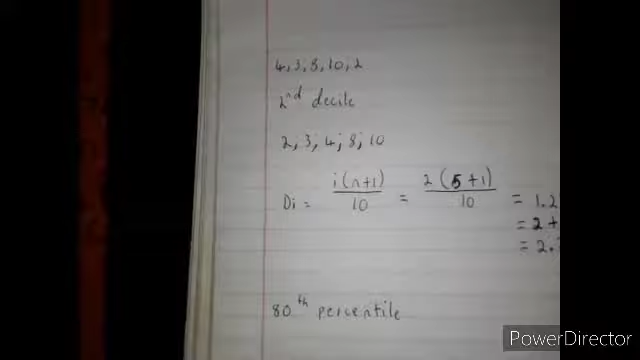 4, 3, 8, 10, 2
2nd decile
2; 3; 4; 8; 10
Di = i(n+1)/10 = 2(5+1)/10 = 1.2
= 2 +
= 2.
80th percentile
PowerDirector